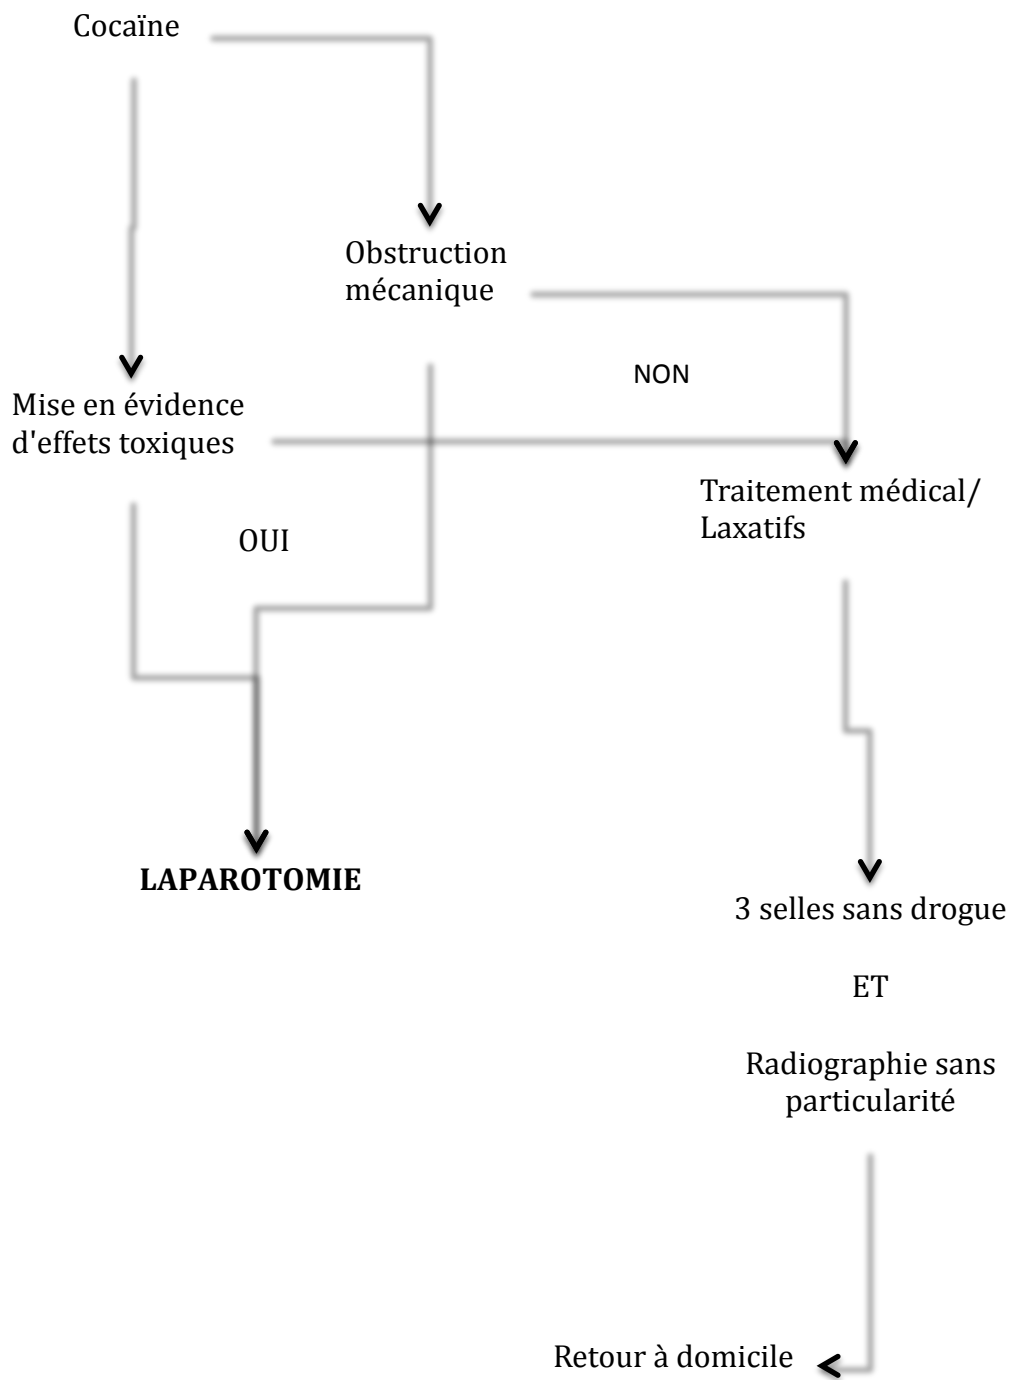 Cocaïne
Obstruction
mécanique
NON
Mise en évidence
d'effets toxiques
Traitement médical/
Laxatifs
OUI
LAPAROTOMIE
3 selles sans drogue
ET
Radiographie sans
particularité
Retour à domicile